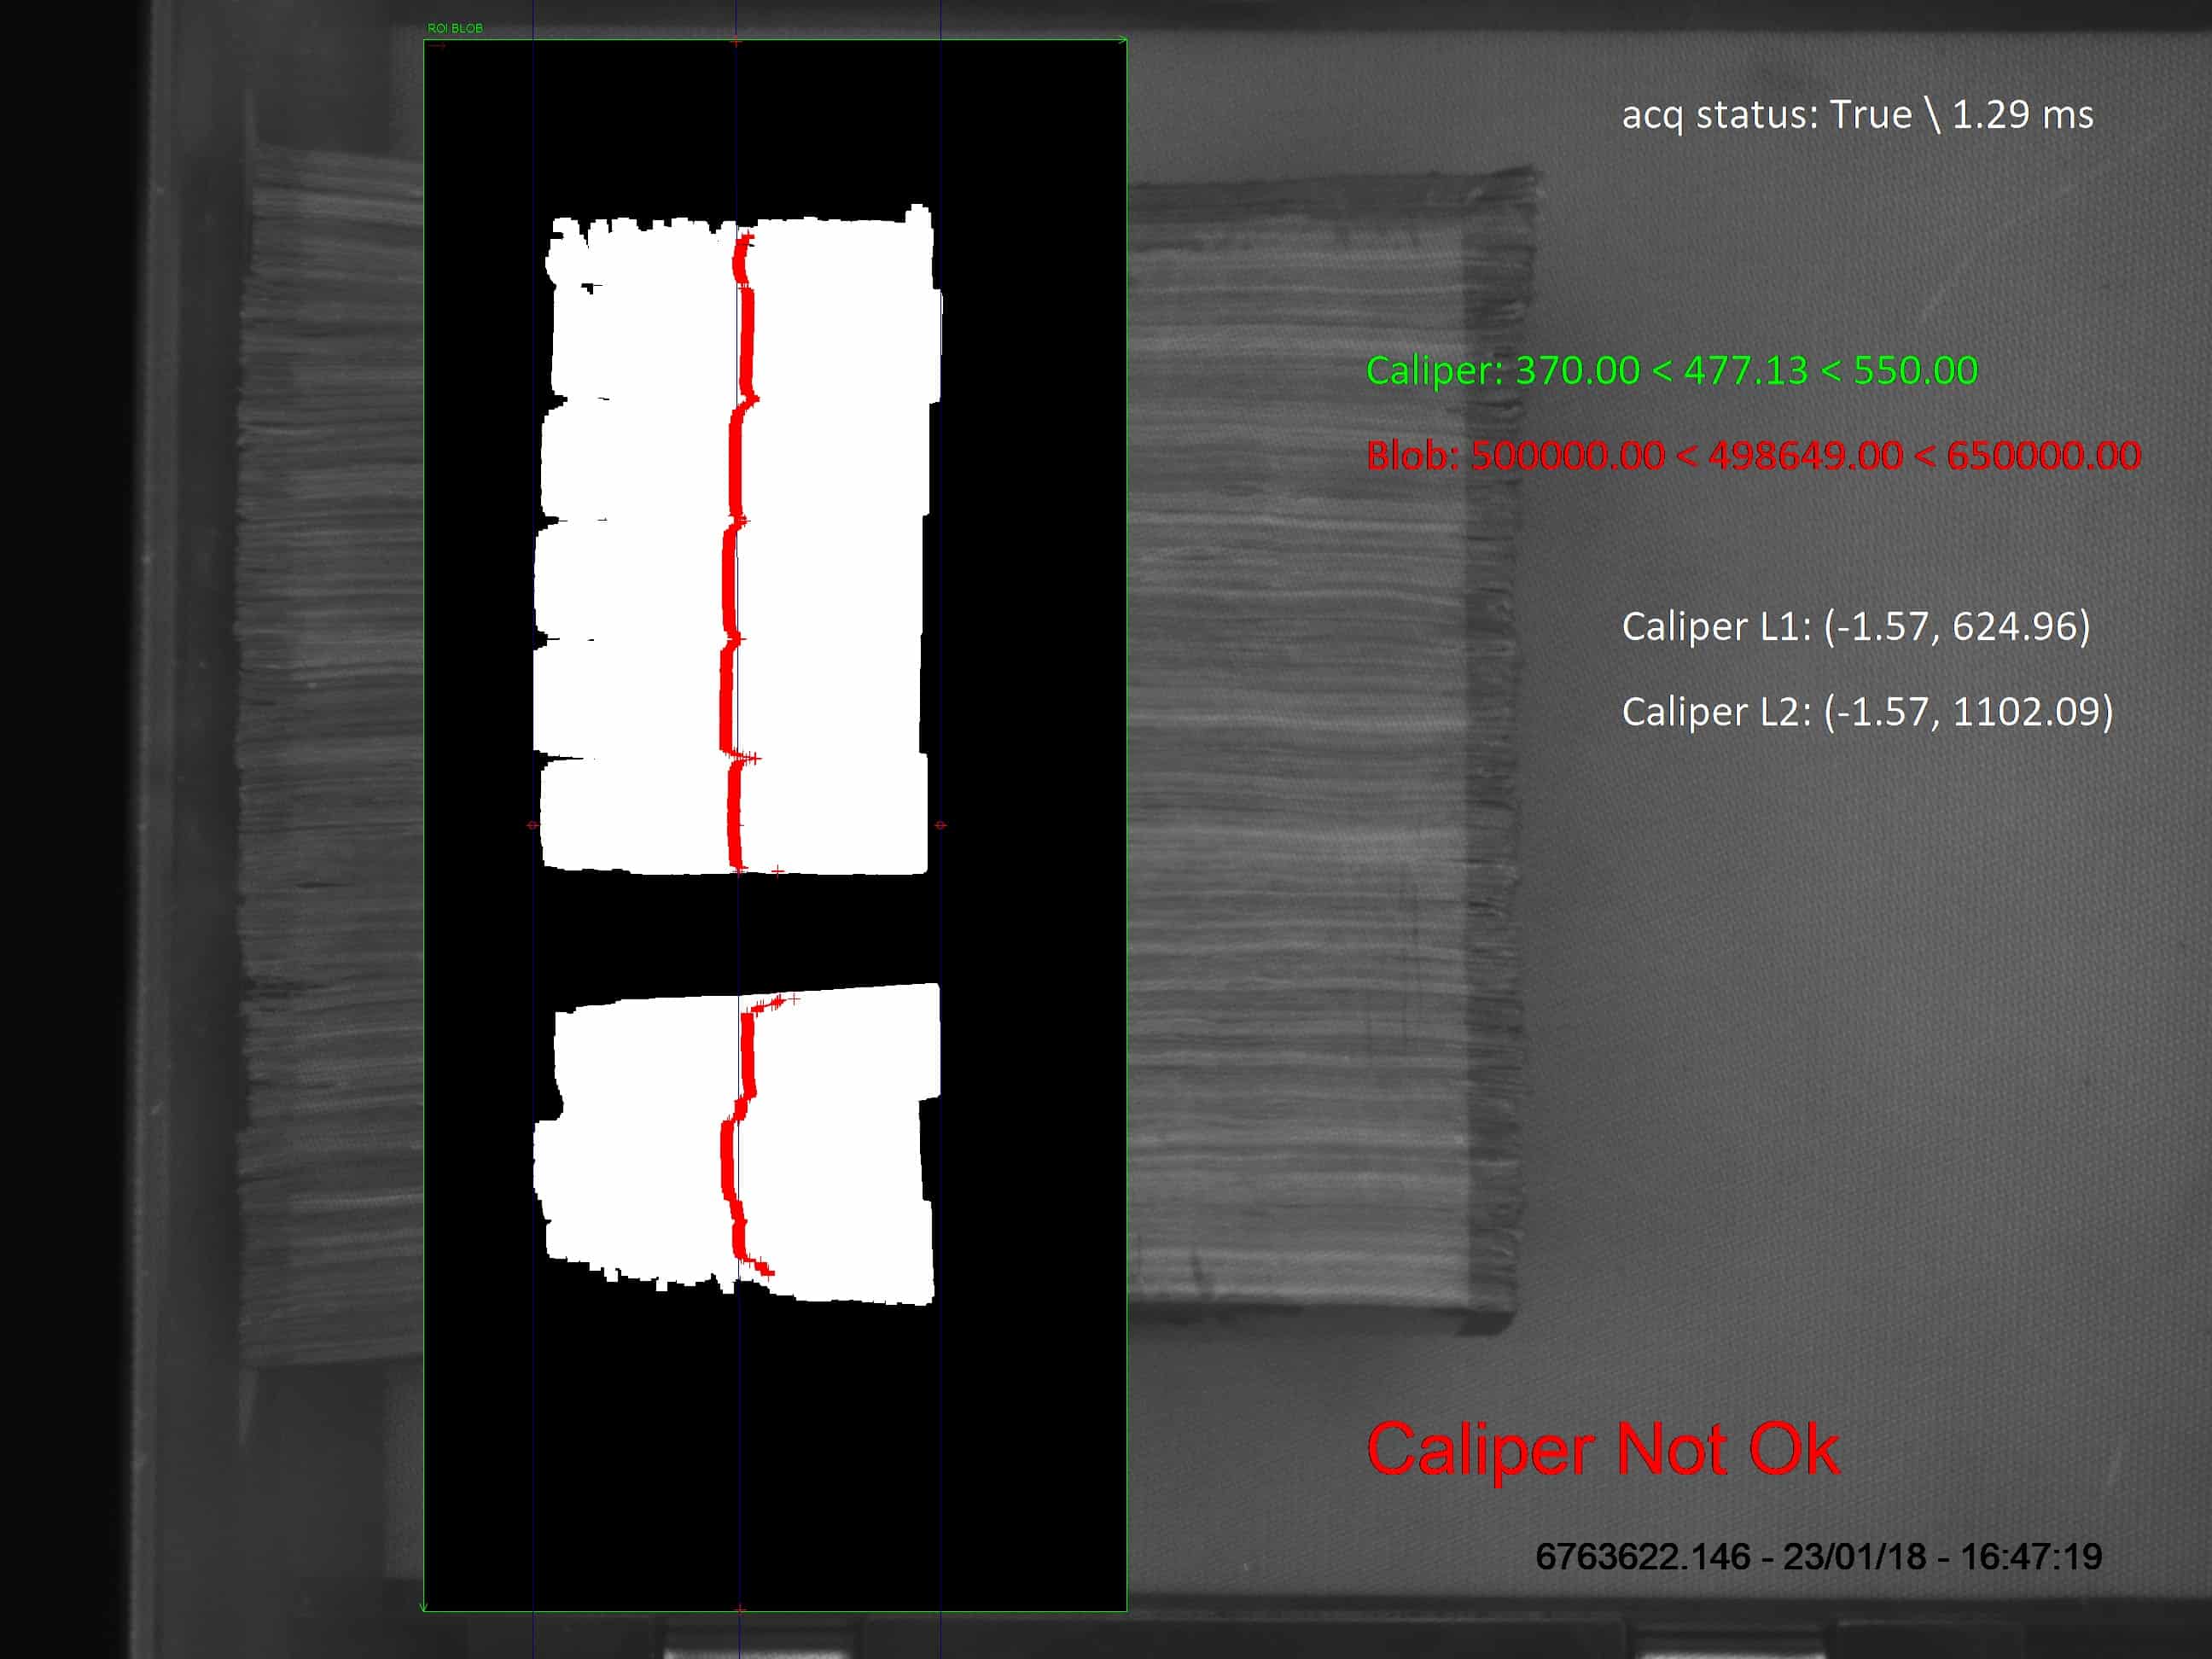 ROI BLOB
acq status: True \ 1.29 ms
Caliper: 370.00 < 477.13 < 550.00
Blob: 500000.00 < 498649.00 < 650000.00
Caliper L1: (-1.57, 624.96)
Caliper L2: (-1.57, 1102.09)
Caliper Not Ok
6763622.146 - 23/01/18 - 16:47:19